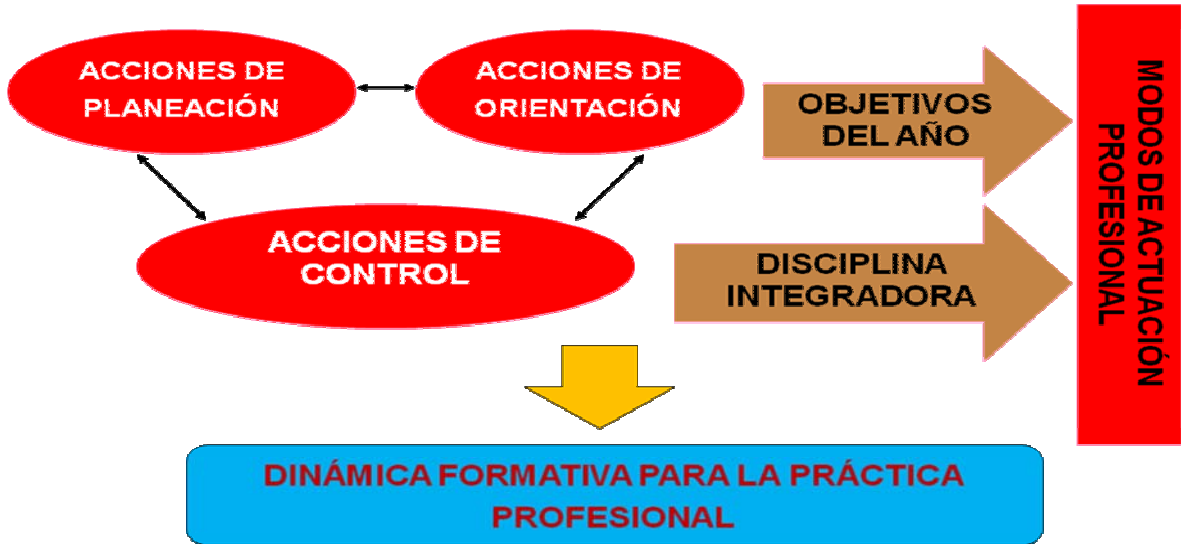 ACCIONES DE
PLANEACIÓN
ACCIONES DE
ORIENTACIÓN
OBJETIVOS
DEL AÑO
ACCIONES DE
CONTROL
DISCIPLINA
INTEGRADORA
MODOS DE ACTUACIÓN
PROFESIONAL
DINÁMICA FORMATIVA PARA LA PRÁCTICA
PROFESIONAL